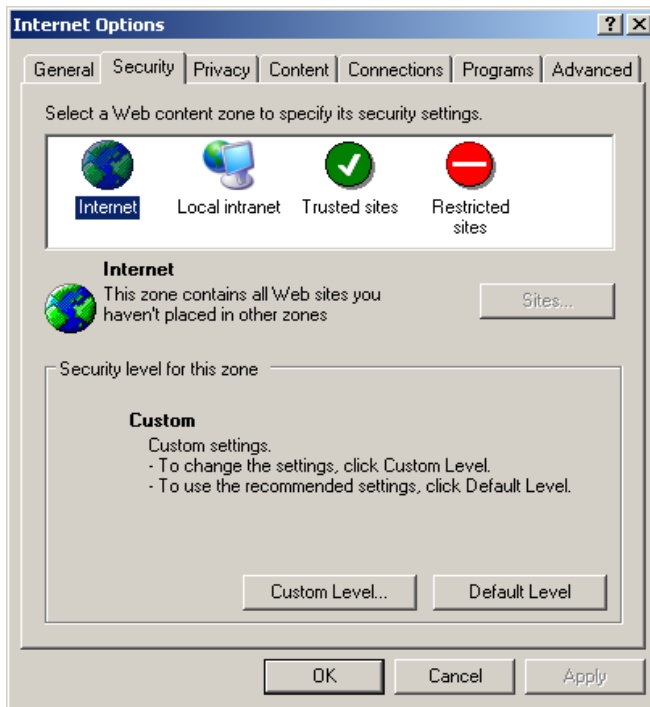 Internet Options
General Security Privacy Content Connections Programs Advanced
Select a Web content zone to specify its security settings.
Internet Local intranet Trusted sites Restricted
sites
Internet
This zone contains all Web sites you
haven't placed in other zones
Sites...
Security level for this zone
Custom
Custom settings.
- To change the settings, click Custom Level.
- To use the recommended settings, click Default Level.
Custom Level... Default Level
OK Cancel Apply